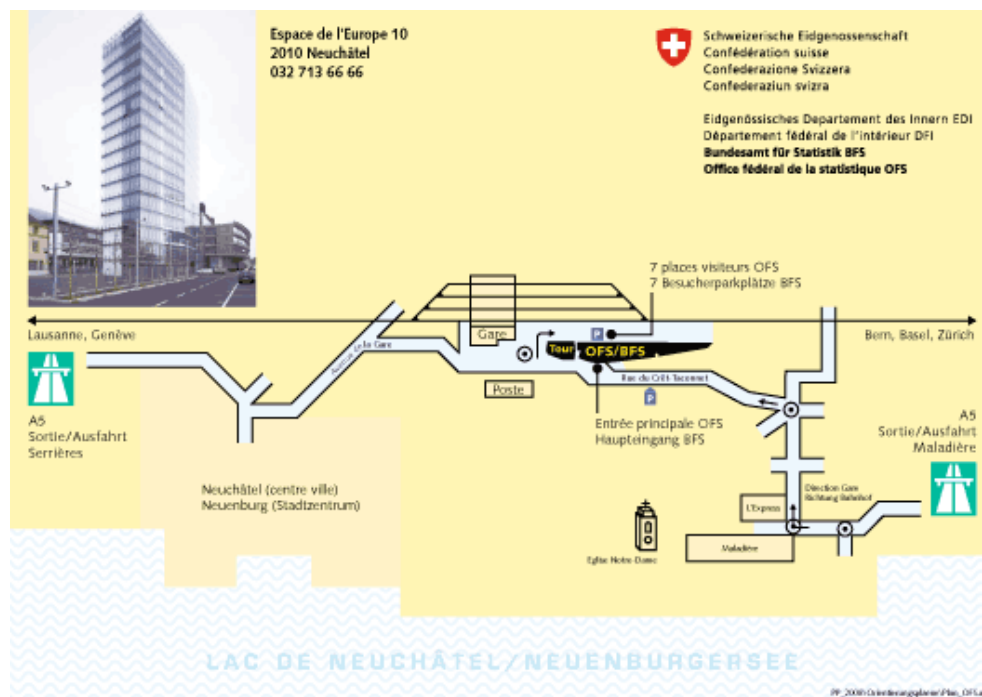 Espace de l'Europe 10
2010 Neuchâtel
032 713 66 66
Schweizerische Eidgenossenschaft
Confédération suisse
Confederazione Svizzera
Confederaziun svizra
Eidgenössisches Departement des Innern EDI
Département fédéral de l'intérieur DFI
Bundesamt für Statistik BFS
Office fédéral de la statistique OFS
7 places visiteurs OFS
7 Besucherparkplätze BFS
Lausanne, Genève
Bern, Basel, Zürich
Gare
P
Tour
OFS/BFS
Avenue de la Gare
Rue du Crêt-Taconnet
Poste
P
A5
Sortie/Ausfahrt
Serrières
Entrée principale OFS
Haupteingang BFS
A5
Sortie/Ausfahrt
Maladière
Neuchâtel (centre ville)
Neuenburg (Stadtzentrum)
Direction Gare
Richtung Bahnhof
L'Express
Maladière
Eglise Notre-Dame
LAC DE NEUCHÂTEL/NEUENBURGERSEE